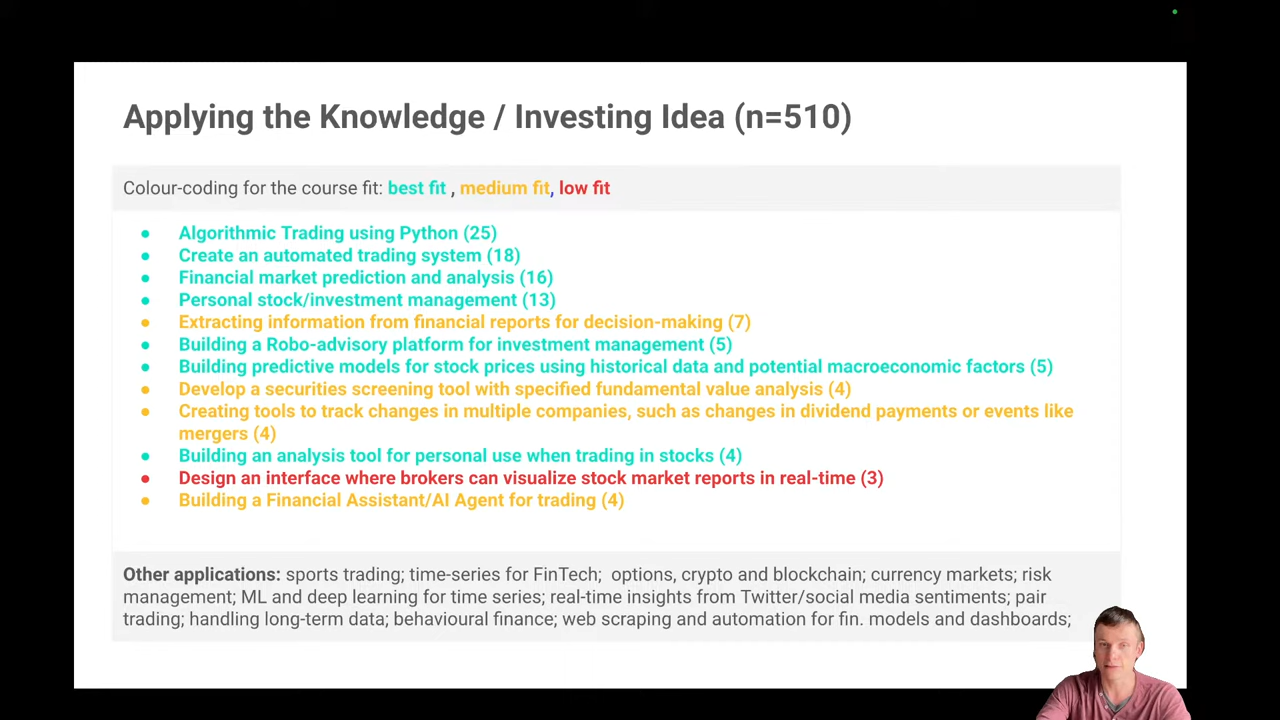 Applying the Knowledge / Investing Idea (n=510)
Colour-coding for the course fit: best fit , medium fit, low fit
● Algorithmic Trading using Python (25)
● Create an automated trading system (18)
● Financial market prediction and analysis (16)
● Personal stock/investment management (13)
● Extracting information from financial reports for decision-making (7)
● Building a Robo-advisory platform for investment management (5)
● Building predictive models for stock prices using historical data and potential macroeconomic factors (5)
● Develop a securities screening tool with specified fundamental value analysis (4)
● Creating tools to track changes in multiple companies, such as changes in dividend payments or events like
mergers (4)
● Building an analysis tool for personal use when trading in stocks (4)
● Design an interface where brokers can visualize stock market reports in real-time (3)
● Building a Financial Assistant/AI Agent for trading (4)
Other applications: sports trading; time-series for FinTech; options, crypto and blockchain; currency markets; risk
management; ML and deep learning for time series; real-time insights from Twitter/social media sentiments; pair
trading; handling long-term data; behavioural finance; web scraping and automation for fin. models and dashboards;